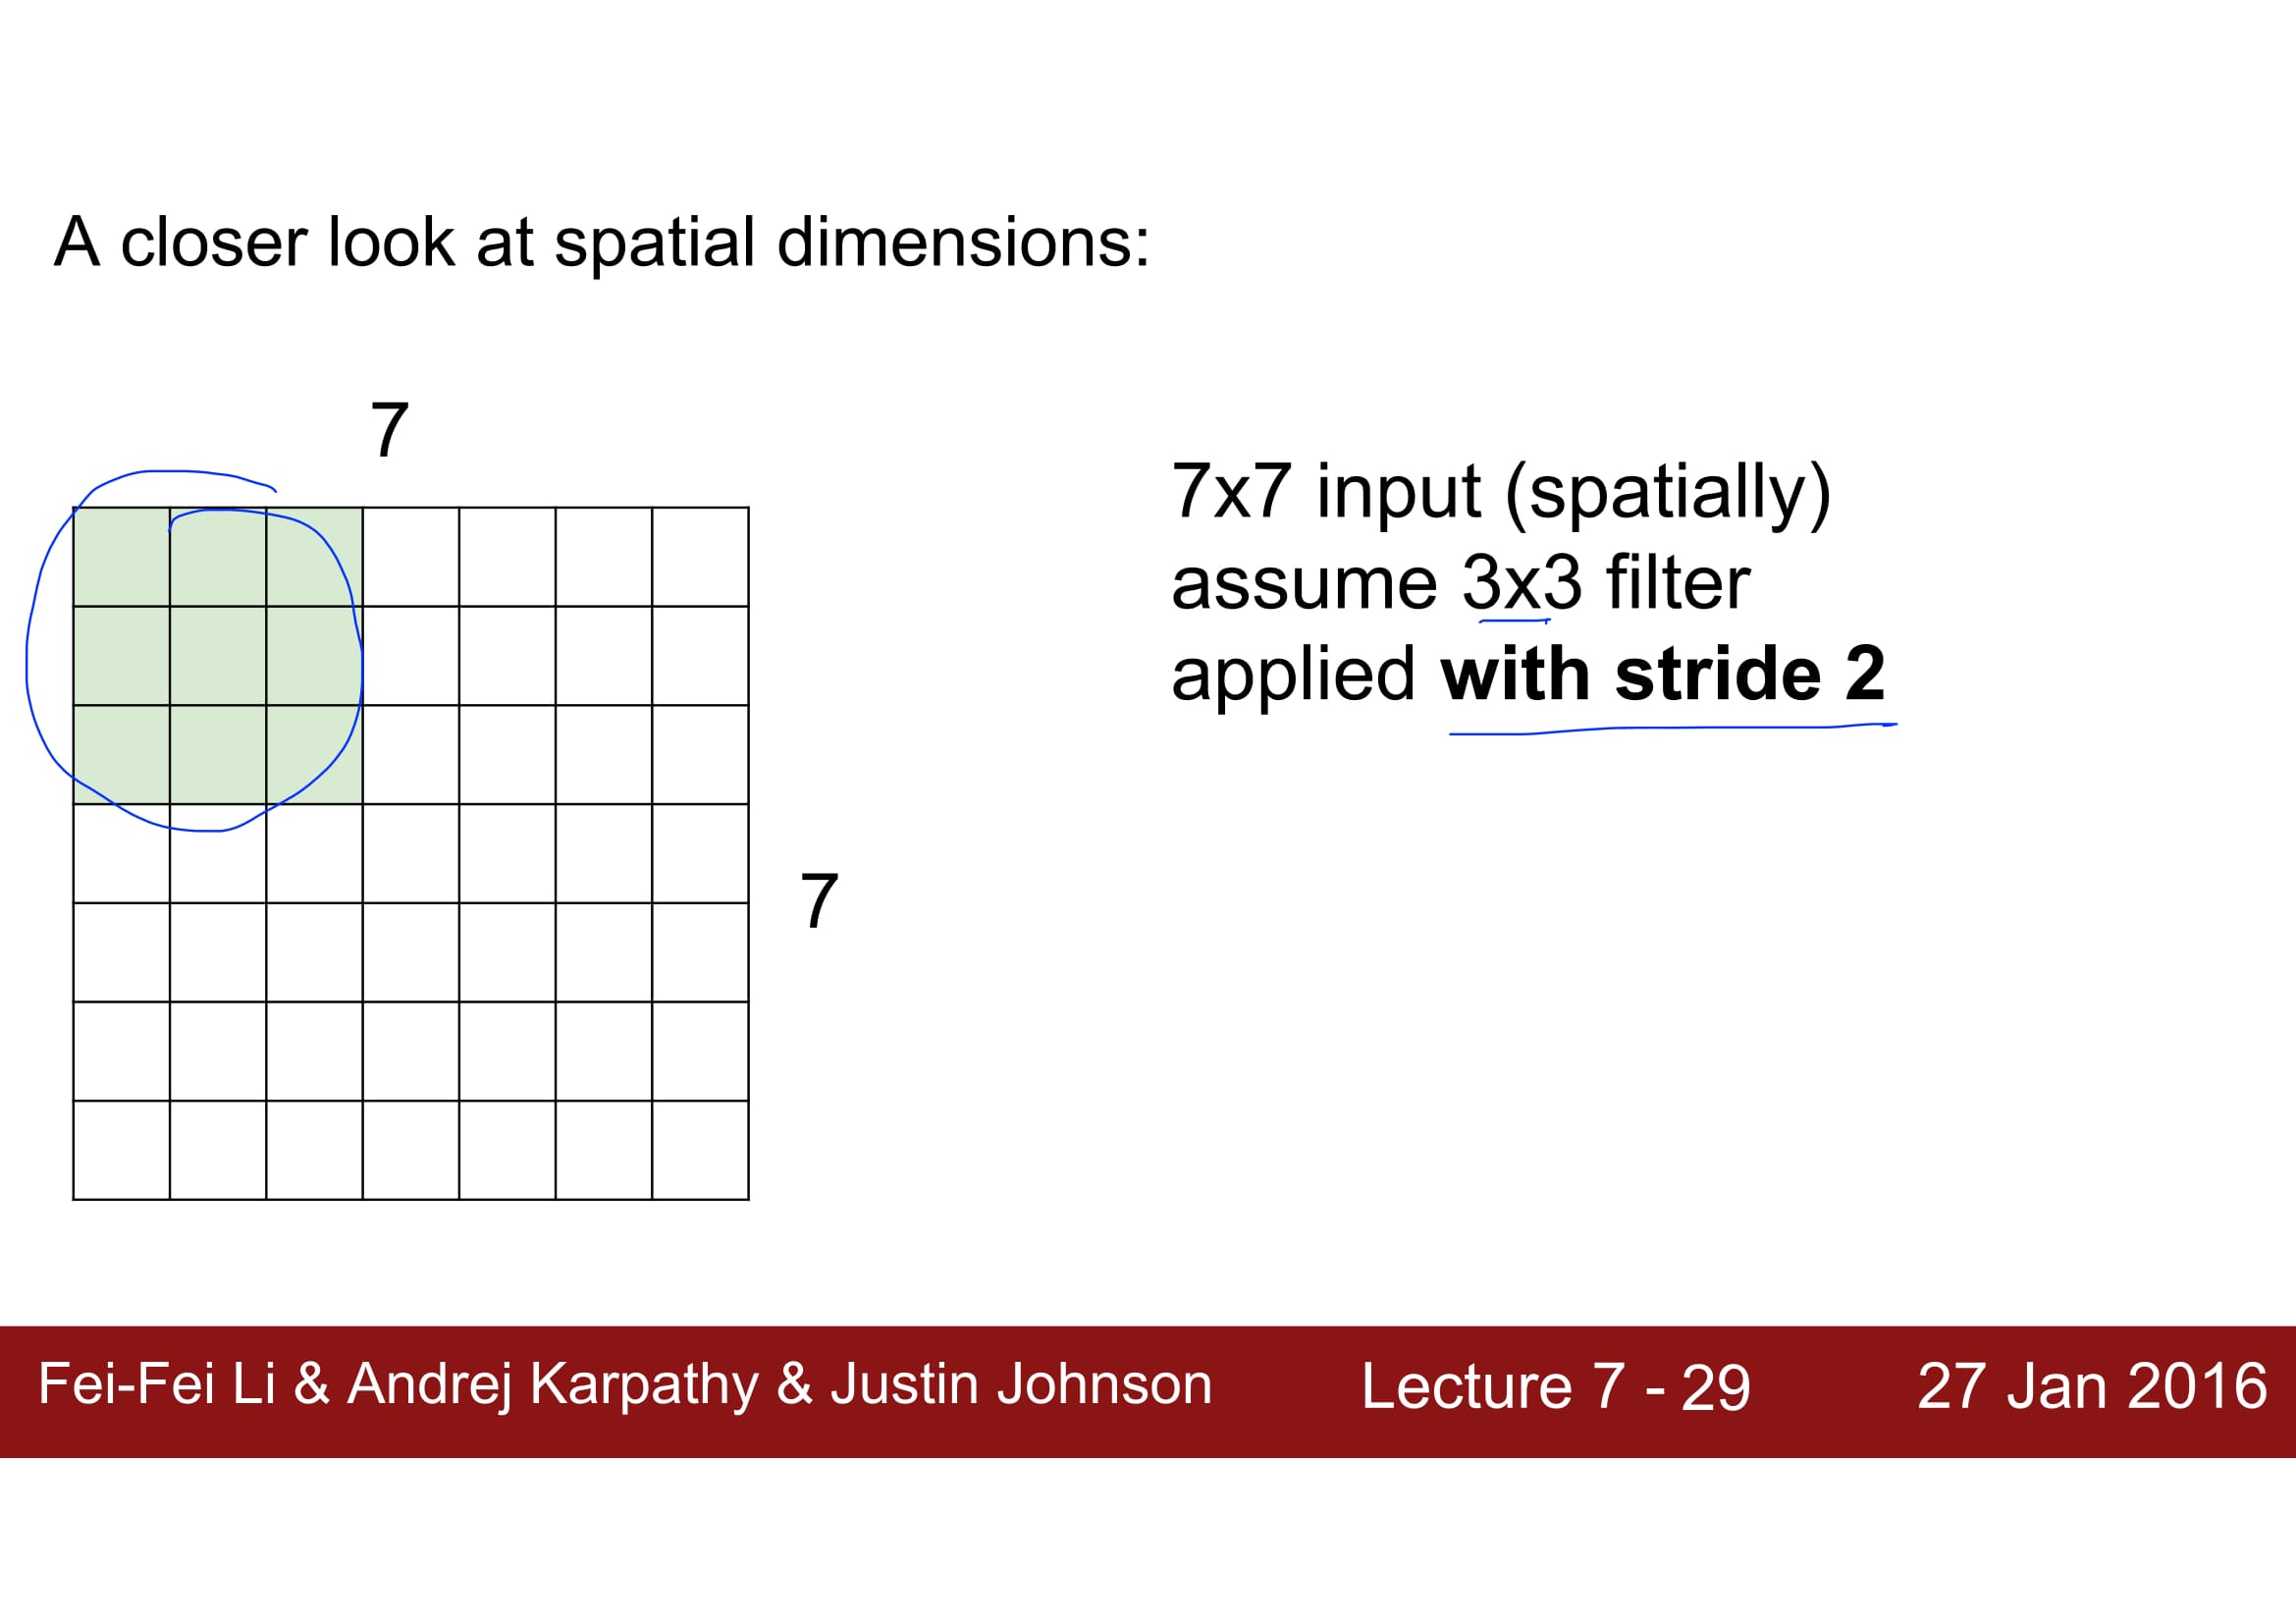 A closer look at spatial dimensions:
7
7x7 input (spatially)
assume 3x3 filter
applied with stride 2
7
Fei-Fei Li & Andrej Karpathy & Justin Johnson Lecture 7 - 29 27 Jan 2016